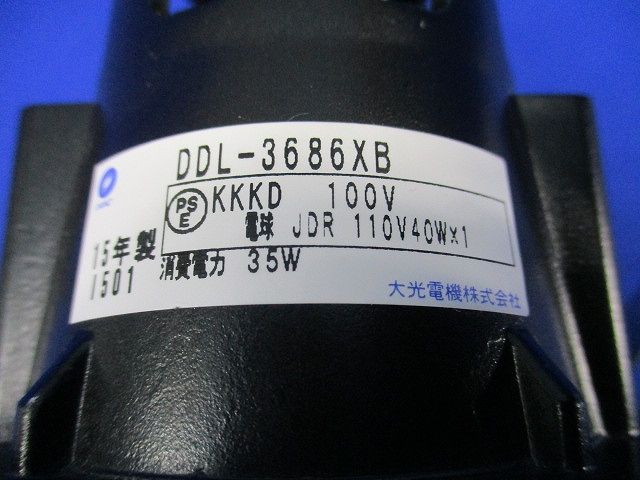 DDL-3686XB
PS
E
KKKD 100V
電球 JDR 110V40W×1
15年製
1501
消費電力 35W
大光電機株式会社